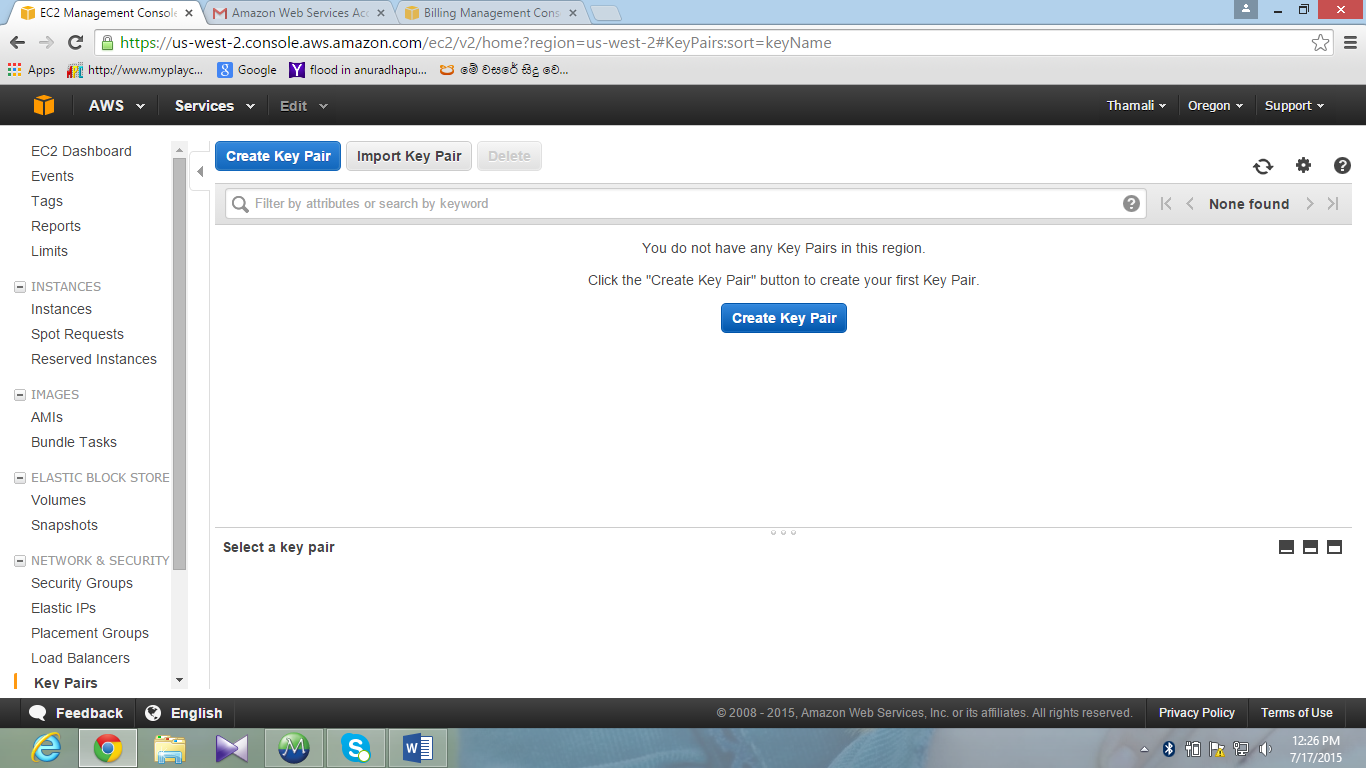 EC2 Management Console
Amazon Web Services Acc
Billing Management Cons
https://us-west-2.console.aws.amazon.com/ec2/v2/home?region=us-west-2#KeyPairs:sort=keyName
Apps
http://www.myplayc...
Google
flood in anuradhapu...
මේ වසරේ සිදු වෙ...
AWS
Services
Edit
Thamali
Oregon
Support
EC2 Dashboard
Events
Tags
Reports
Limits
INSTANCES
Instances
Spot Requests
Reserved Instances
IMAGES
AMIs
Bundle Tasks
ELASTIC BLOCK STORE
Volumes
Snapshots
NETWORK & SECURITY
Security Groups
Elastic IPs
Placement Groups
Load Balancers
Key Pairs
Create Key Pair
Import Key Pair
Delete
Filter by attributes or search by keyword
None found
You do not have any Key Pairs in this region.
Click the "Create Key Pair" button to create your first Key Pair.
Create Key Pair
Select a key pair
Feedback
English
© 2008 - 2015, Amazon Web Services, Inc. or its affiliates. All rights reserved.
Privacy Policy
Terms of Use
12:26 PM
7/17/2015